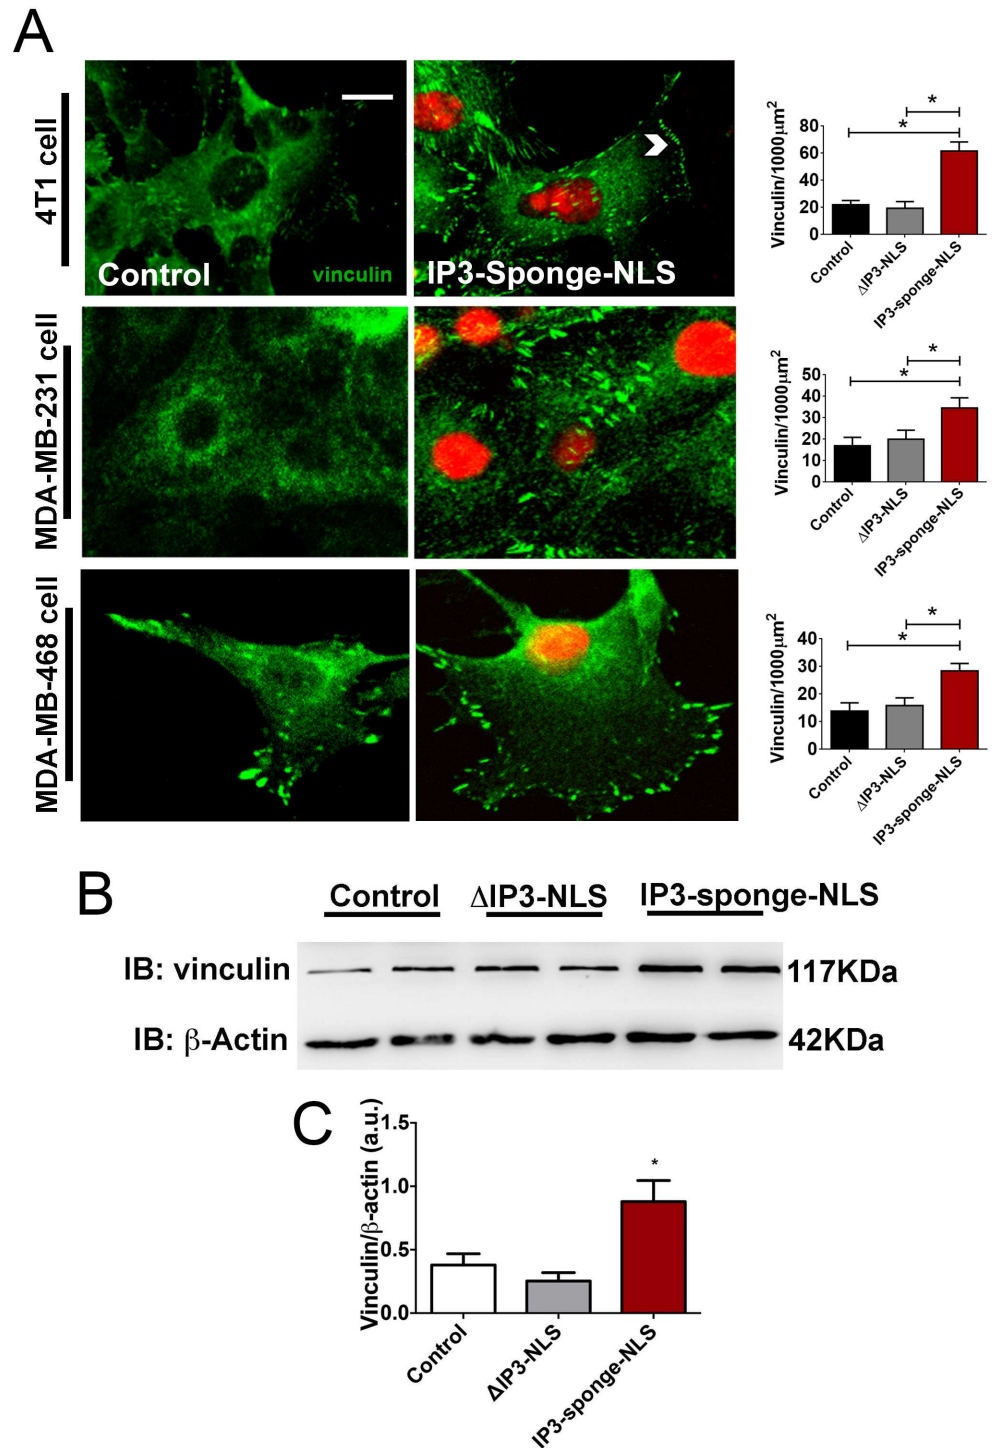 A
4T1 cell
Control
vinculin
IP3-Sponge-NLS
Vinculin/1000µm²
80
60
40
20
0
*
*
Control
ΔIP3-NLS
IP3-sponge-NLS
MDA-MB-231 cell
Vinculin/1000µm²
50
40
30
20
10
0
*
*
Control
ΔIP3-NLS
IP3-sponge-NLS
MDA-MB-468 cell
Vinculin/1000µm²
40
30
20
10
0
*
*
Control
ΔIP3-NLS
IP3-sponge-NLS
B
Control ΔIP3-NLS IP3-sponge-NLS
IB: vinculin 117KDa
IB: β-Actin 42KDa
C
Vinculin/β-actin (a.u.)
1.5
1.0
0.5
0.0
*
Control
ΔIP3-NLS
IP3-sponge-NLS